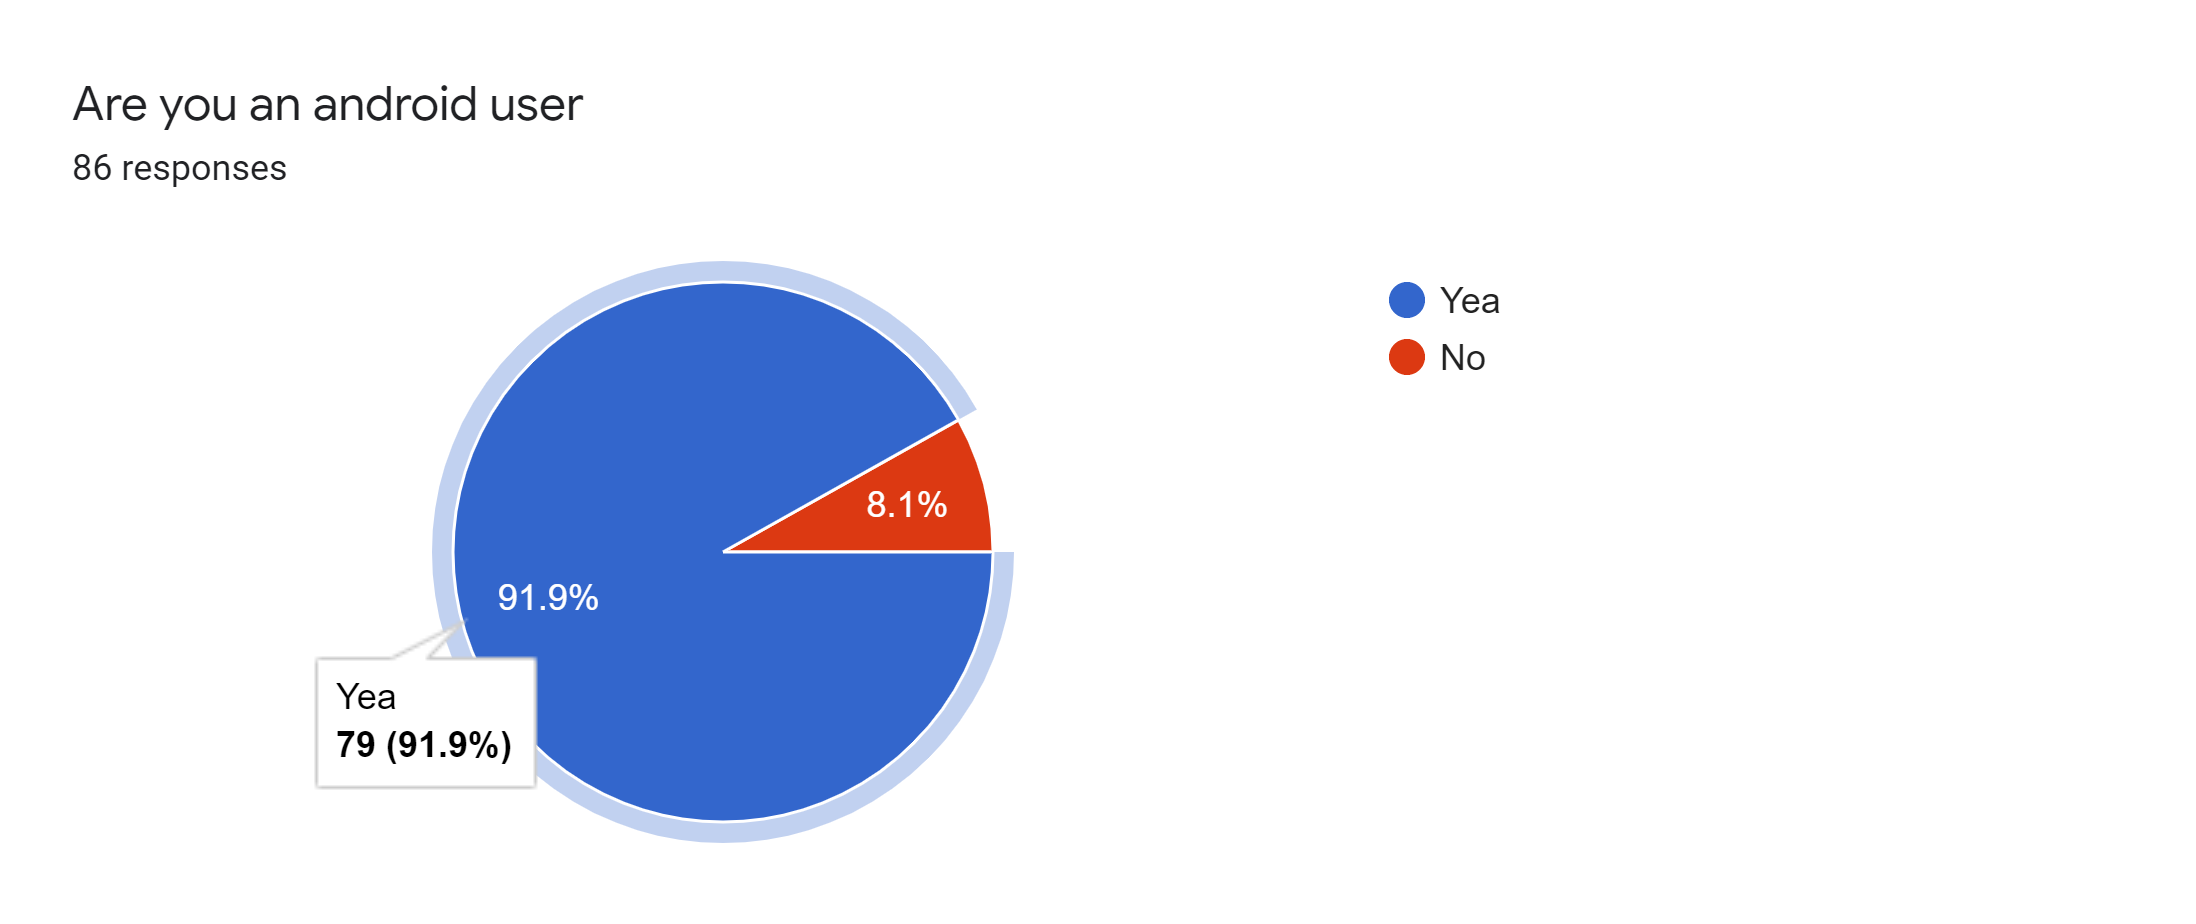 Are you an android user
86 responses
Yea
No
8.1%
91.9%
Yea
79 (91.9%)